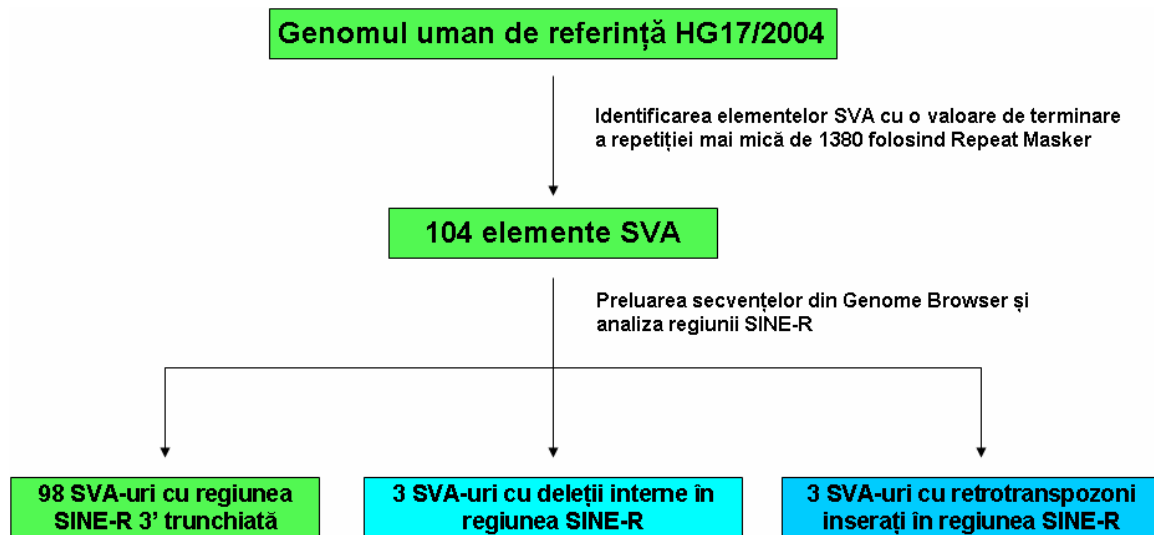 Genomul uman de referință HG17/2004
Identificarea elementelor SVA cu o valoare de terminare
a repetiției mai mică de 1380 folosind Repeat Masker
104 elemente SVA
Preluarea secvențelor din Genome Browser și
analiza regiunii SINE-R
98 SVA-uri cu regiunea
SINE-R 3’ trunchiată
3 SVA-uri cu deleții interne în
regiunea SINE-R
3 SVA-uri cu retrotranspozoni
inserați în regiunea SINE-R